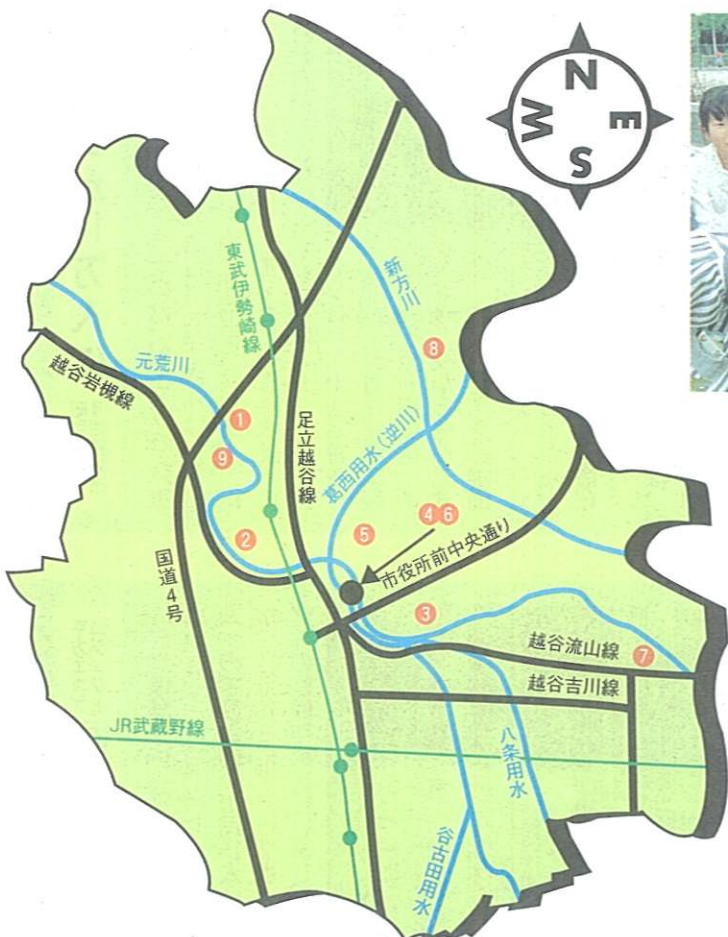 N
W
E
S
東武伊勢崎線
新方川
元荒川
越谷岩槻線
⑧
①
足立越谷線
葛西用水(逆川)
⑨
④⑥
②
⑤
市役所前中央通り
国道4号
③
越谷流山線
⑦
越谷吉川線
JR武蔵野線
八条用水
谷古田用水